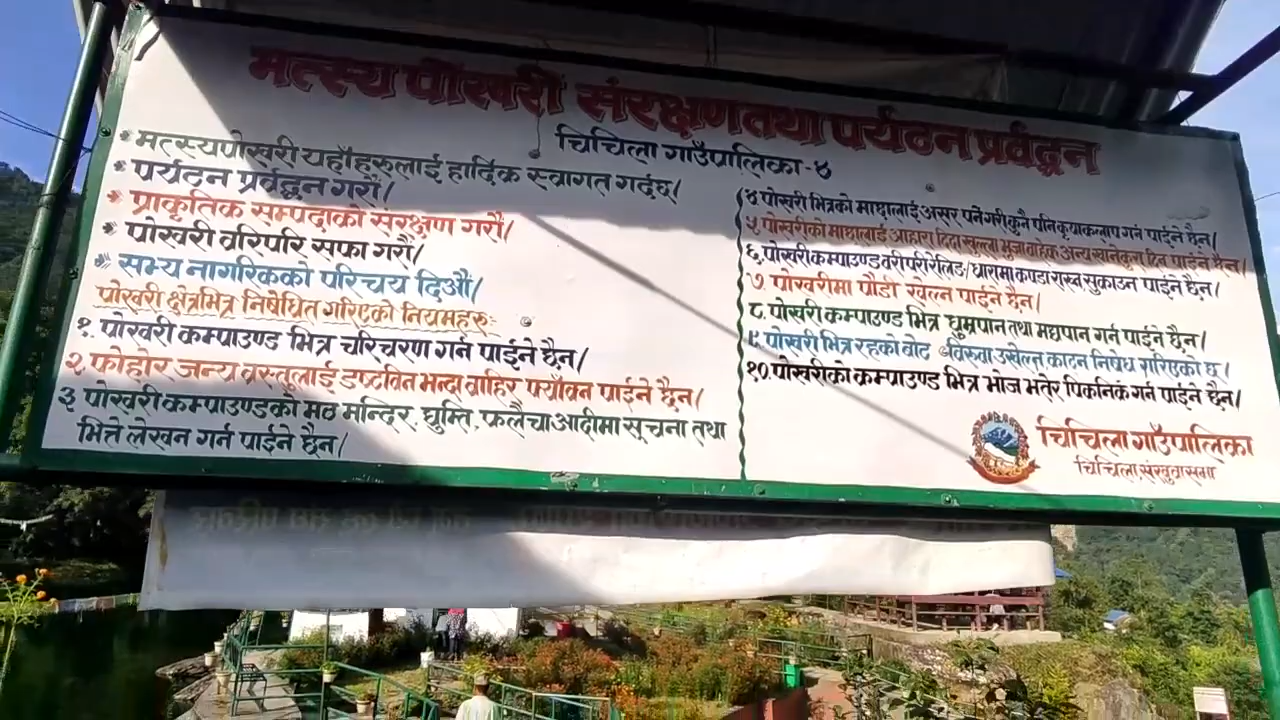 मत्स्य पोखरी संरक्षण तथा पर्यटन प्रर्वद्धन
चिचिला गाउँपालिका-४
* मत्स्यपोखरी यहाँहरुलाई हार्दिक स्वागत गर्दछ।
* पर्यटन प्रर्वद्धन गरौं।
* प्राकृतिक सम्पदाको संरक्षण गरौं।
* पोखरी वरिपरि सफा गरौं।
* सभ्य नागरिकको परिचय दिऔं।
पोखरी क्षेत्रभित्र निषेधित गरिएको नियमहरु:
१. पोखरी कम्पाउण्ड भित्र चरिचरण गर्न पाईने छैन।
२. फोहोर जन्य वस्तुलाई डष्टविन भन्दा बाहिर फ्याँक्न पाईने छैन।
३ पोखरी कम्पाउण्डको मठ मन्दिर, घुम्ति, फलैचा आदीमा सूचना तथा
भित्ते लेखन गर्न पाईने छैन।
४ पोखरी भित्रको माछालाई असर पर्ने गरी कुनै पनि कृयाकलाप गर्न पाईने छैन।
५ पोखरीको माछालाई आहारा दिँदा खुल्ला भुजा बाहेक अन्य खानेकुरा दिन पाईने छैन।
६. पोखरी कम्पाउण्ड वरीपरी रेलिङ/धारामा कपडा राख्न सुकाउन पाईने छैन।
७. पोखरीमा पौडी खेल्न पाईने छैन।
८. पोखरी कम्पाउण्ड भित्र धुम्रपान तथा मद्यपान गर्न पाईने छैन।
९ पोखरी भित्र रहको बोट विरुवा उखेल्न काट्न निषेध गरिएको छ।
१०. पोखरीको कम्पाउण्ड भित्र भोज भतेर पिकनिक गर्न पाईने छैन।
चिचिला गाउँपालिका
चिचिला, संखुवासभा